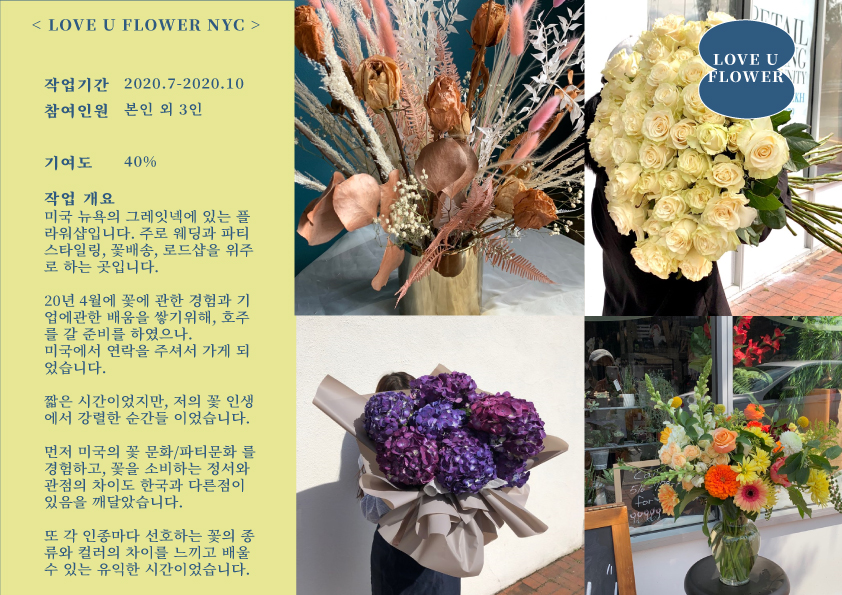 < LOVE U FLOWER NYC >
작업기간 2020.7-2020.10
참여인원 본인 외 3인
기여도 40%
작업 개요
미국 뉴욕의 그레잇넥에 있는 플
라워샵입니다. 주로 웨딩과 파티
스타일링, 꽃배송, 로드샵을 위주
로 하는 곳입니다.
20년 4월에 꽃에 관한 경험과 기
업에관한 배움을 쌓기위해, 호주
를 갈 준비를 하였으나.
미국에서 연락을 주셔서 가게 되
었습니다.
짧은 시간이었지만, 저의 꽃 인생
에서 강렬한 순간들 이었습니다.
먼저 미국의 꽃 문화/파티문화 를
경험하고, 꽃을 소비하는 정서와
관점의 차이도 한국과 다른점이
있음을 깨달았습니다.
또 각 인종마다 선호하는 꽃의 종
류와 컬러의 차이를 느끼고 배울
수 있는 유익한 시간이었습니다.
LOVE U
FLOWER
RETAIL